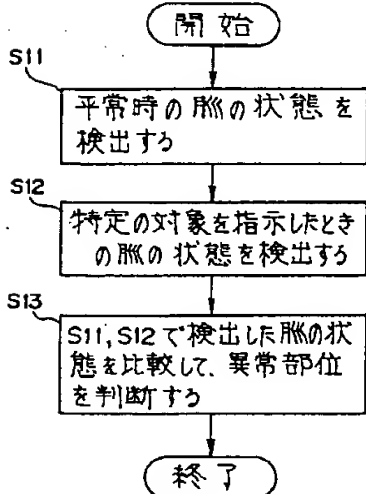 開始
S11
平常時の脈の状態を
検出する
S12
特定の対象を指示したとき
の脈の状態を検出する
S13
S11,S12で検出した脈の状
態を比較して、異常部位
を判断する
終了